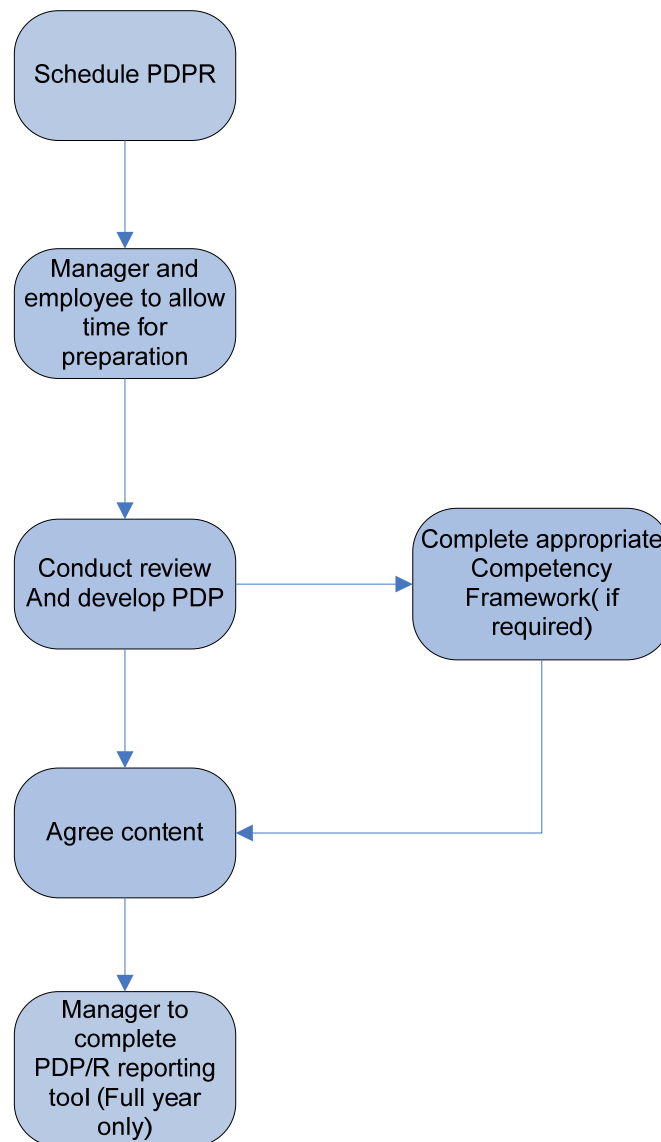 Schedule PDPR
Manager and
employee to allow
time for
preparation
Conduct review
And develop PDP
Complete appropriate
Competency
Framework( if
required)
Agree content
Manager to
complete
PDP/R reporting
tool (Full year
only)